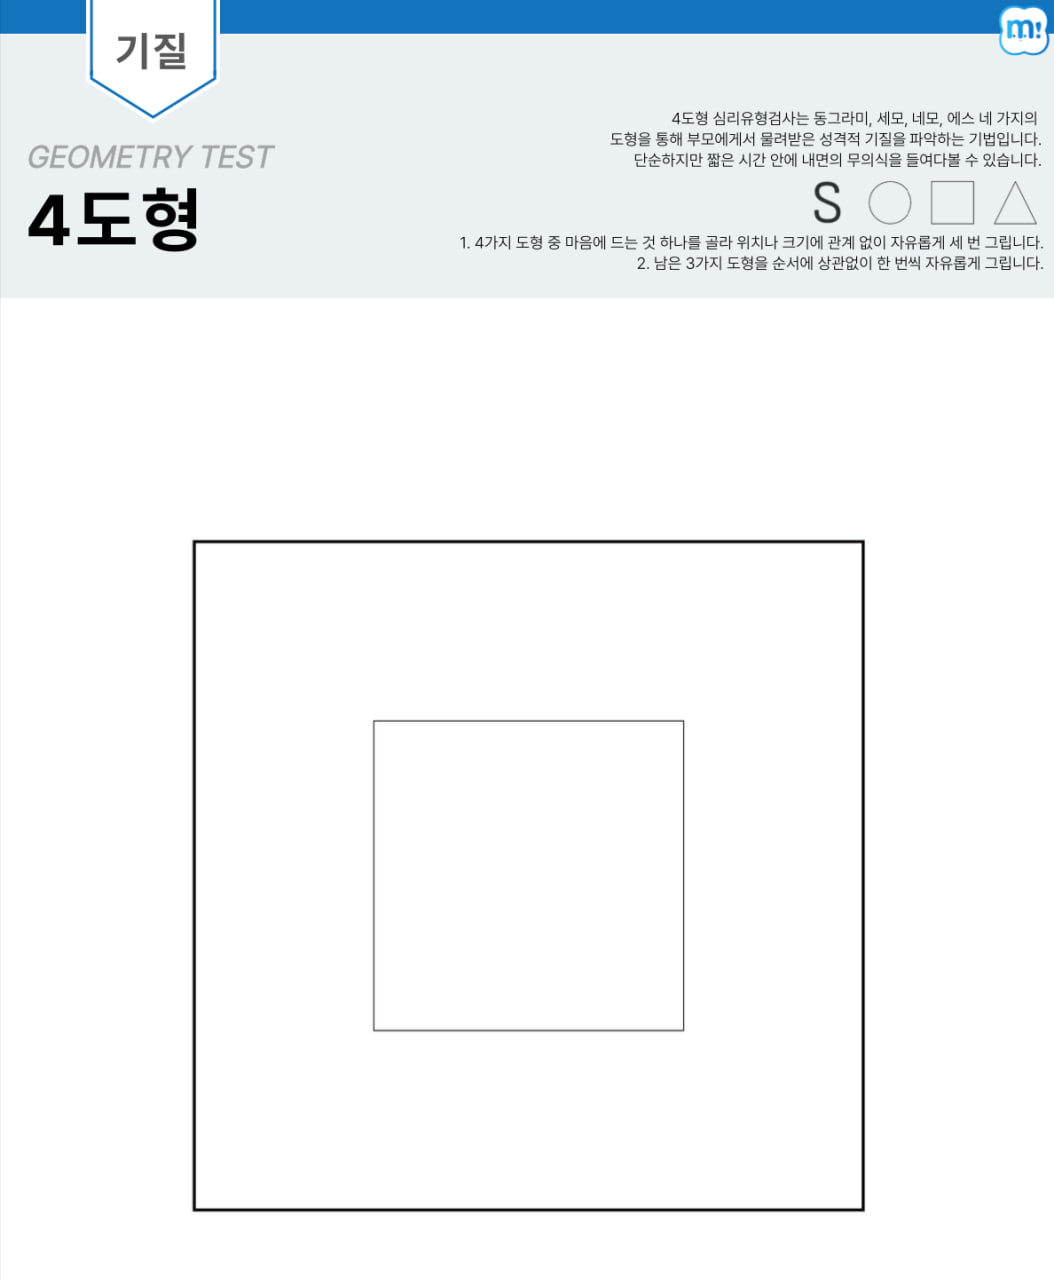 기질
m!
GEOMETRY TEST
4도형
4도형 심리유형검사는 동그라미, 세모, 네모, 에스 네 가지의
도형을 통해 부모에게서 물려받은 성격적 기질을 파악하는 기법입니다.
단순하지만 짧은 시간 안에 내면의 무의식을 들여다볼 수 있습니다.
S
1. 4가지 도형 중 마음에 드는 것 하나를 골라 위치나 크기에 관계 없이 자유롭게 세 번 그립니다.
2. 남은 3가지 도형을 순서에 상관없이 한 번씩 자유롭게 그립니다.